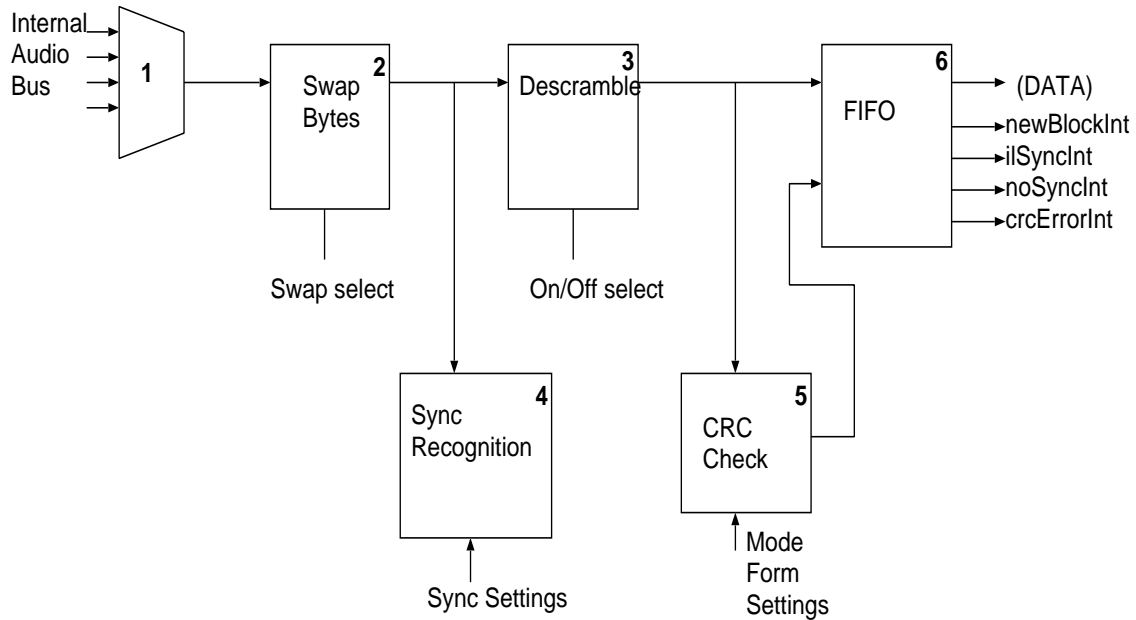 Internal
Audio
Bus
1
2
Swap
Bytes
3
Descramble
6
FIFO
(DATA)
newBlockInt
ilSyncInt
noSyncInt
crcErrorInt
Swap select
On/Off select
4
Sync
Recognition
5
CRC
Check
Sync Settings
Mode
Form
Settings